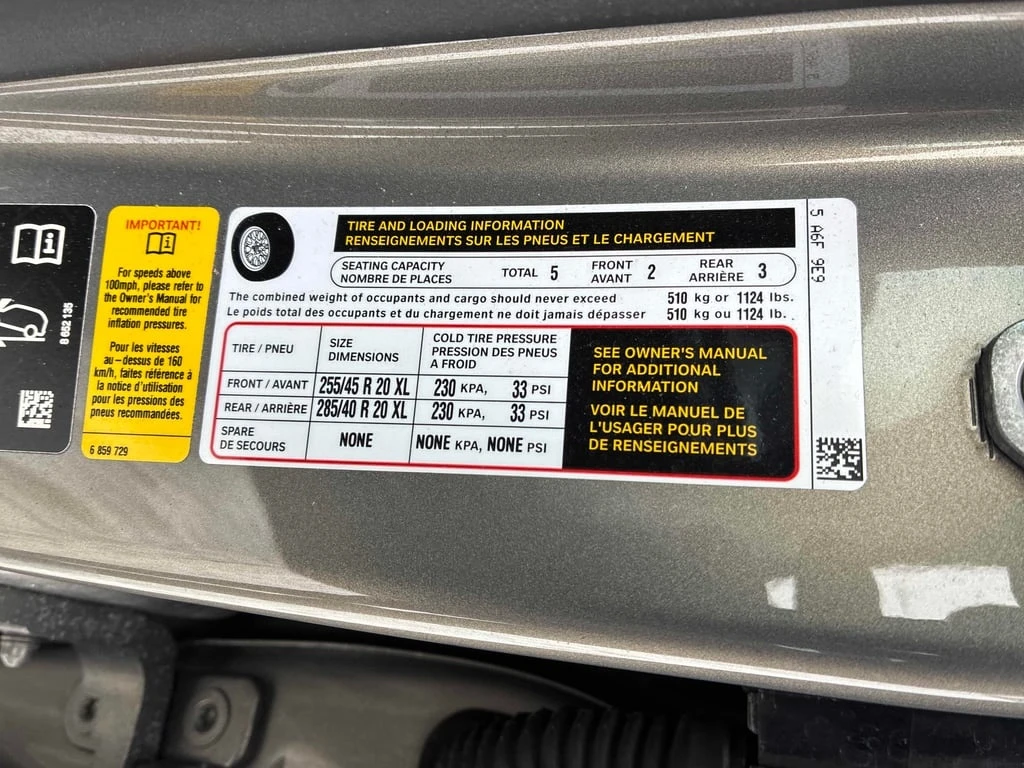 8 652 135
IMPORTANT!
For speeds above
100mph, please refer to
the Owner's Manual for
recommended tire
inflation pressures.
Pour les vitesses
au-dessus de 160
km/h, faites référence à
la notice d'utilisation
pour les pressions des
pneus recommandées.
6 859 729
TIRE AND LOADING INFORMATION
RENSEIGNEMENTS SUR LES PNEUS ET LE CHARGEMENT
SEATING CAPACITY
NOMBRE DE PLACES
TOTAL 5
FRONT
AVANT 2
REAR
ARRIÈRE 3
The combined weight of occupants and cargo should never exceed 510 kg or 1124 lbs.
Le poids total des occupants et du chargement ne doit jamais dépasser 510 kg ou 1124 lb.
TIRE / PNEU
SIZE
DIMENSIONS
COLD TIRE PRESSURE
PRESSION DES PNEUS
A FROID
FRONT / AVANT 255/45 R 20 XL 230 KPA, 33 PSI
REAR / ARRIÈRE 285/40 R 20 XL 230 KPA, 33 PSI
SPARE
DE SECOURS
NONE NONE KPA, NONE PSI
SEE OWNER'S MANUAL
FOR ADDITIONAL
INFORMATION
VOIR LE MANUEL DE
L'USAGER POUR PLUS
DE RENSEIGNEMENTS
5 A6F 9E9